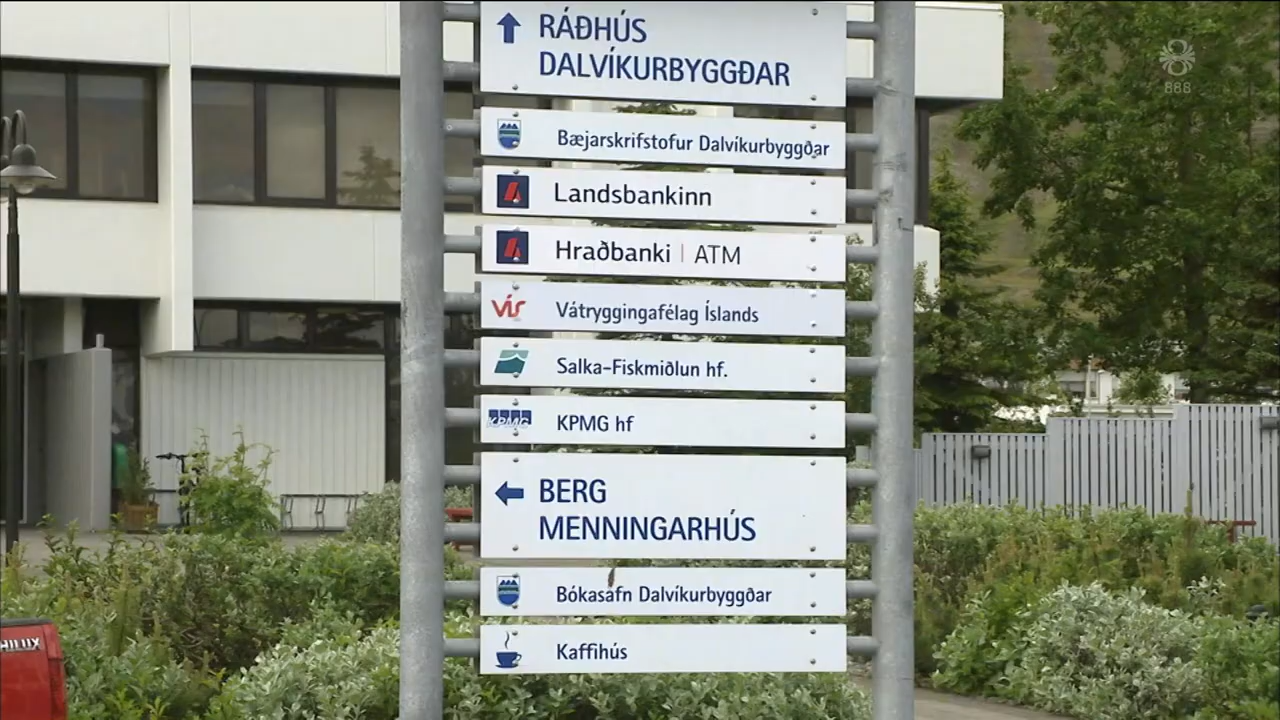 888
RÁÐHÚS
DALVÍKURBYGGÐAR
Bæjarskrifstofur Dalvíkurbyggðar
Landsbankinn
Hraðbanki | ATM
VÍS Vátryggingafélag Íslands
Salka-Fiskmiðlun hf.
KPMG KPMG hf
BERG
MENNINGARHÚS
Bókasafn Dalvíkurbyggðar
Kaffihús
HILUX